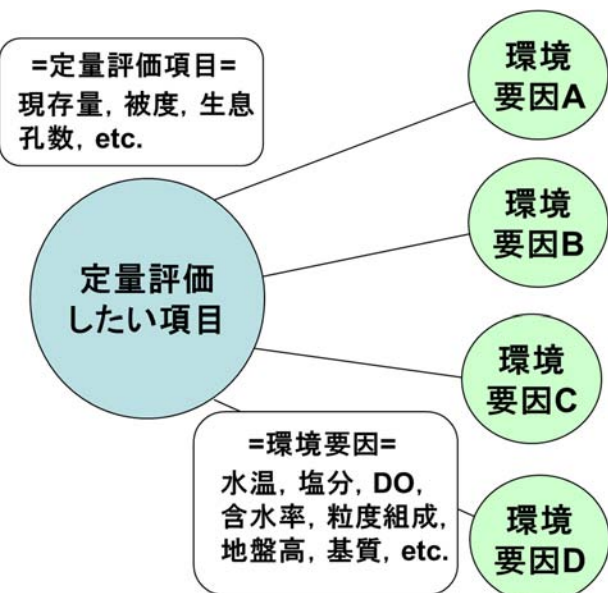 =定量評価項目=
現存量, 被度, 生息
孔数, etc.
環境
要因A
環境
要因B
定量評価
したい項目
環境
要因C
=環境要因=
水温, 塩分, DO,
含水率, 粒度組成,
地盤高, 基質, etc.
環境
要因D